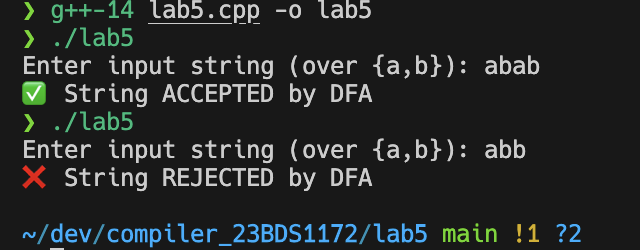 ❯ g++-14 lab5.cpp -o lab5
❯ ./lab5
Enter input string (over {a,b}): abab
✅ String ACCEPTED by DFA
❯ ./lab5
Enter input string (over {a,b}): abb
❌ String REJECTED by DFA
~/dev/compiler_23BDS1172/lab5 main !1 ?2